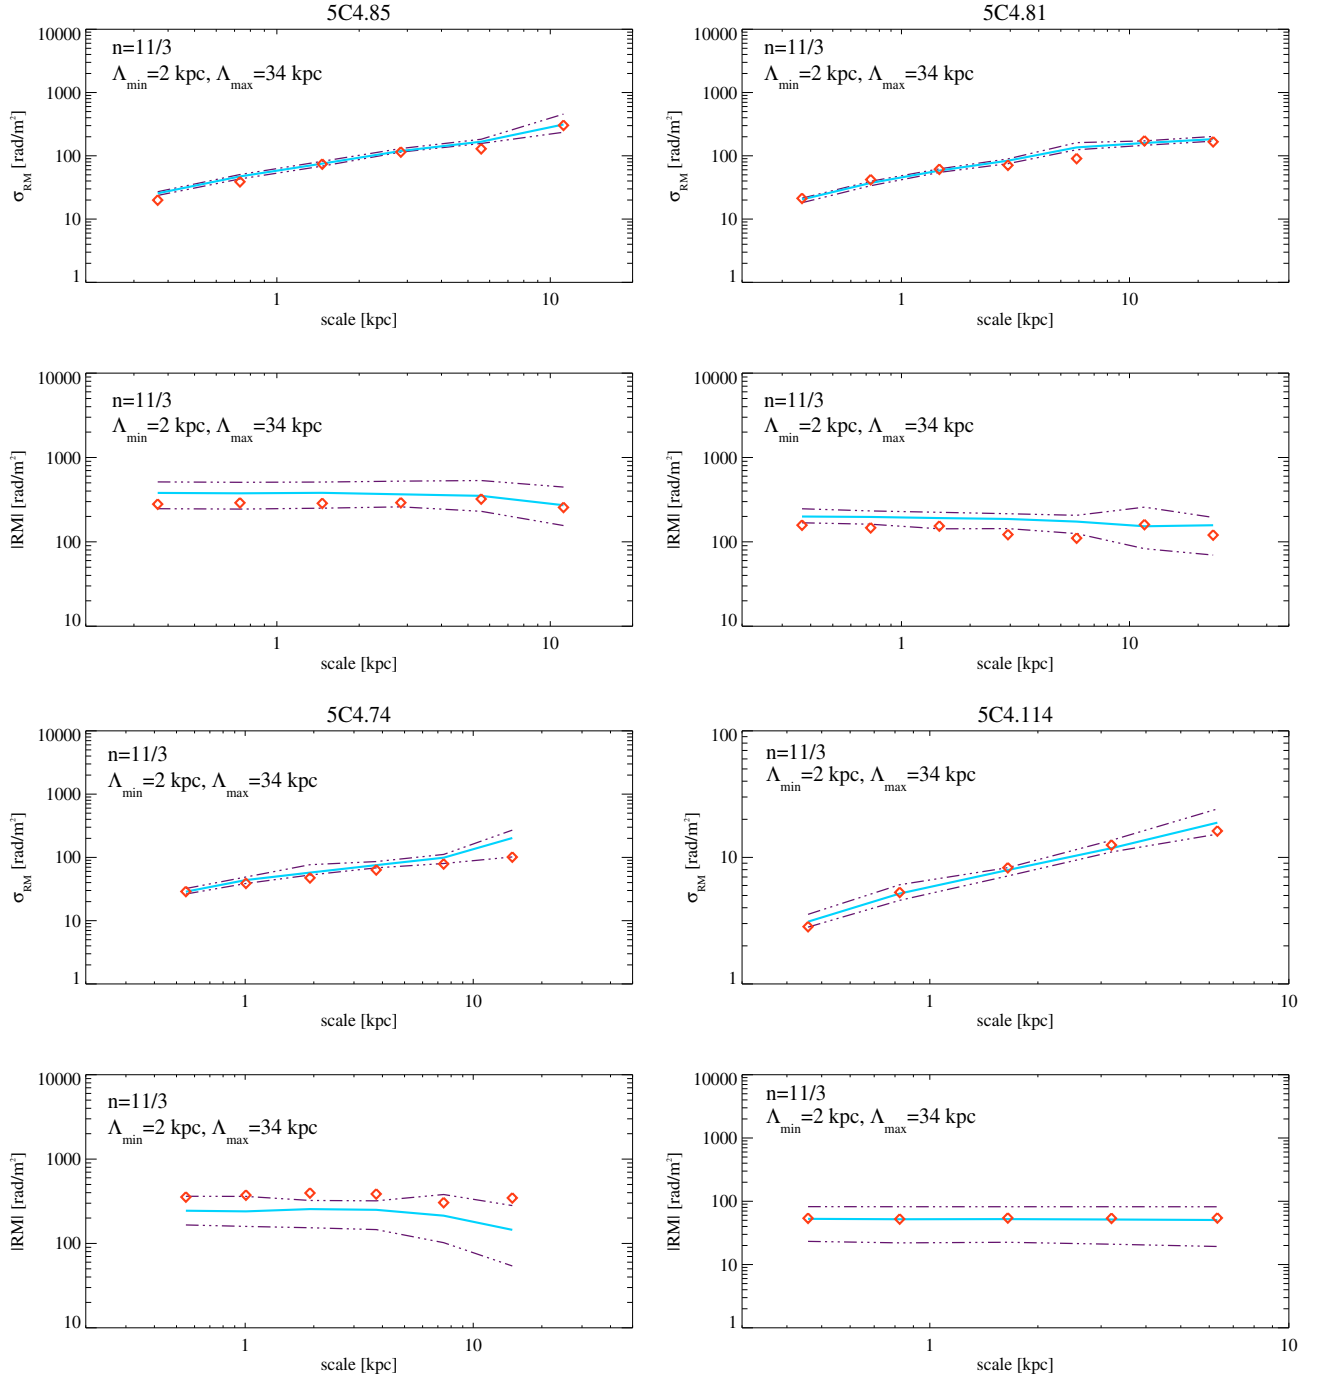 5C4.85
n=11/3
Λmin=2 kpc, Λmax=34 kpc
10000
1000
100
10
1
σRM [rad/m²]
1
10
scale [kpc]
5C4.81
n=11/3
Λmin=2 kpc, Λmax=34 kpc
10000
1000
100
10
1
σRM [rad/m²]
1
10
scale [kpc]
n=11/3
Λmin=2 kpc, Λmax=34 kpc
10000
1000
100
10
|RM| [rad/m²]
1
10
scale [kpc]
n=11/3
Λmin=2 kpc, Λmax=34 kpc
10000
1000
100
10
|RM| [rad/m²]
1
10
scale [kpc]
5C4.74
n=11/3
Λmin=2 kpc, Λmax=34 kpc
10000
1000
100
10
1
σRM [rad/m²]
1
10
scale [kpc]
5C4.114
n=11/3
Λmin=2 kpc, Λmax=34 kpc
100
10
1
σRM [rad/m²]
1
10
scale [kpc]
n=11/3
Λmin=2 kpc, Λmax=34 kpc
10000
1000
100
10
|RM| [rad/m²]
1
10
scale [kpc]
n=11/3
Λmin=2 kpc, Λmax=34 kpc
10000
1000
100
10
1
|RM| [rad/m²]
1
10
scale [kpc]